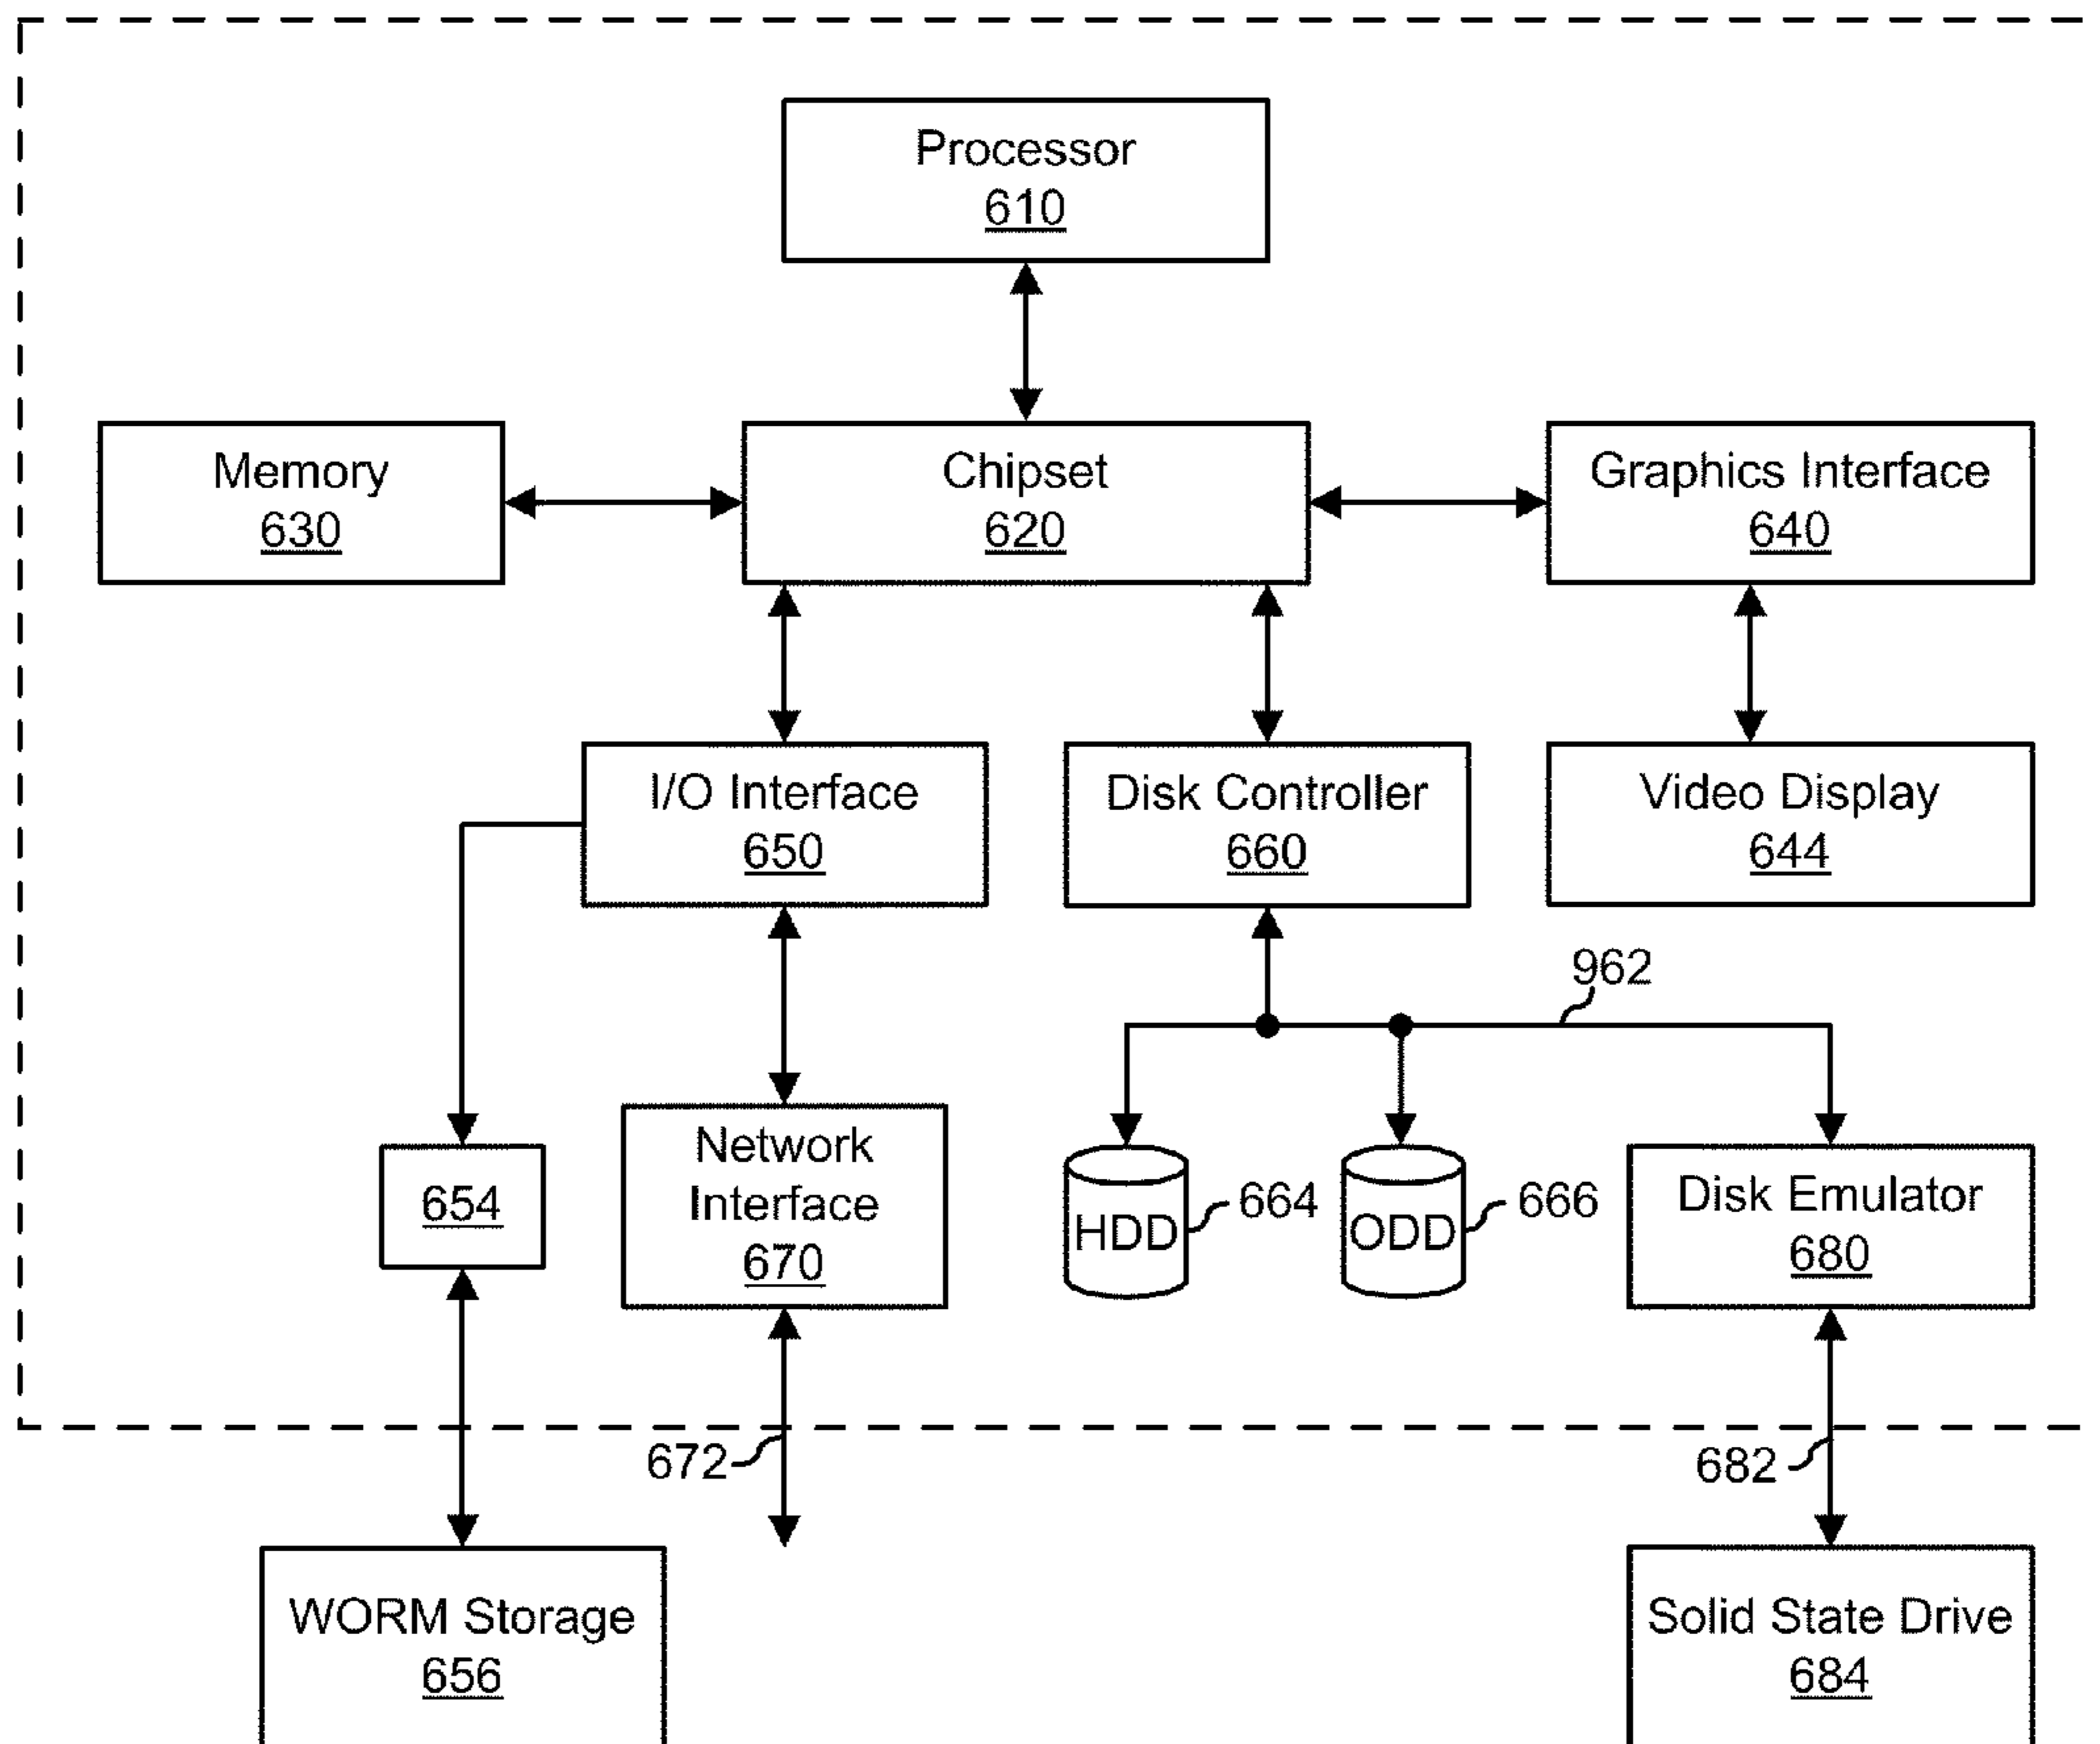 Processor
610
Memory
630
Chipset
620
Graphics Interface
640
I/O Interface
650
Disk Controller
660
Video Display
644
962
654
Network
Interface
670
HDD
664
ODD
666
Disk Emulator
680
672
682
WORM Storage
656
Solid State Drive
684